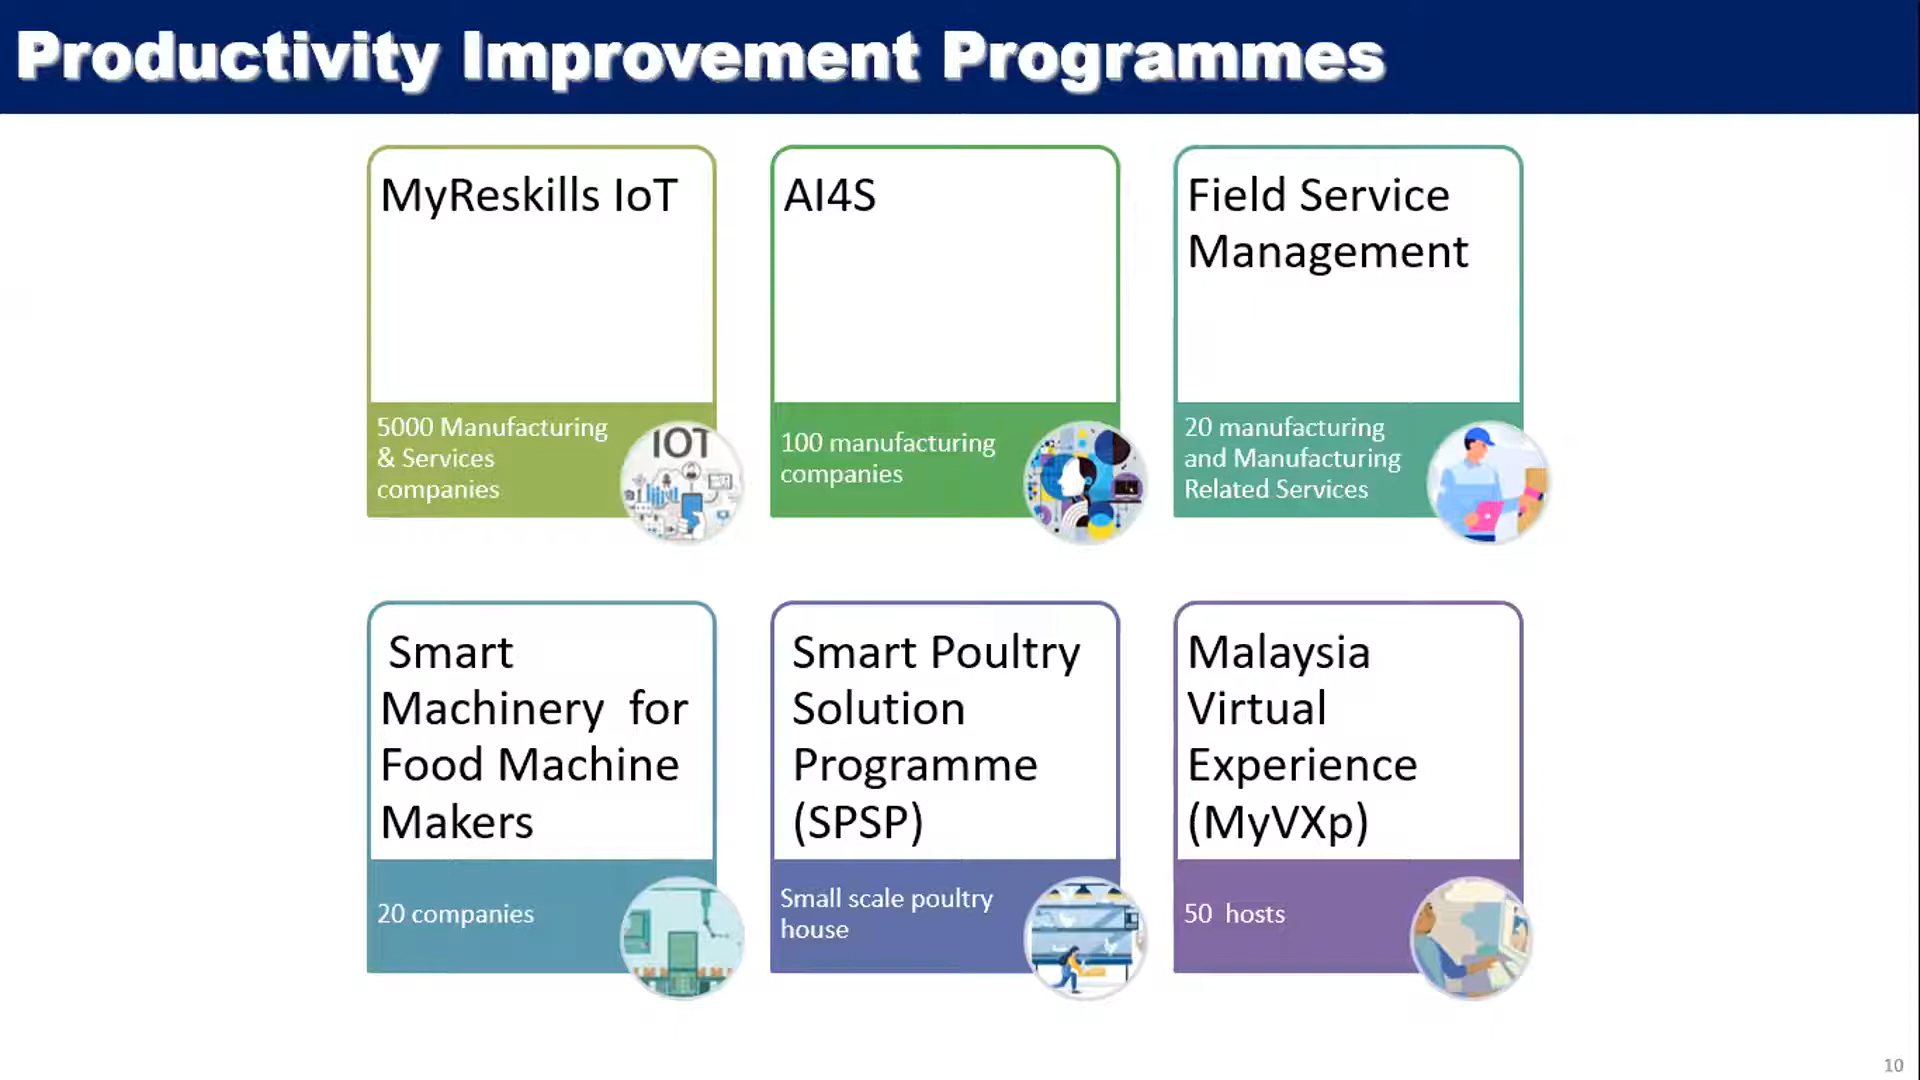 Productivity Improvement Programmes
MyReskills IoT
5000 Manufacturing
& Services
companies
IOT
AI4S
100 manufacturing
companies
Field Service
Management
20 manufacturing
and Manufacturing
Related Services
Smart
Machinery for
Food Machine
Makers
20 companies
Smart Poultry
Solution
Programme
(SPSP)
Small scale poultry
house
Malaysia
Virtual
Experience
(MyVXp)
50 hosts
10